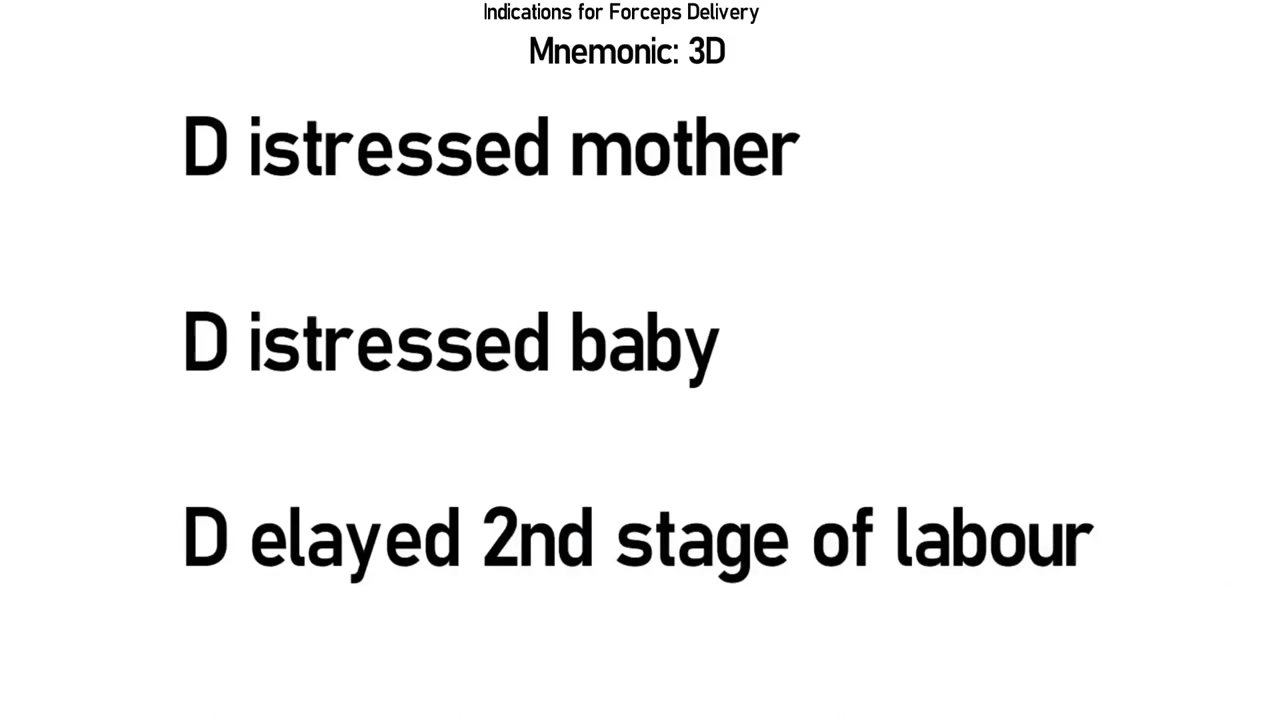 Indications for Forceps Delivery
Mnemonic: 3D
D istressed mother
D istressed baby
D elayed 2nd stage of labour